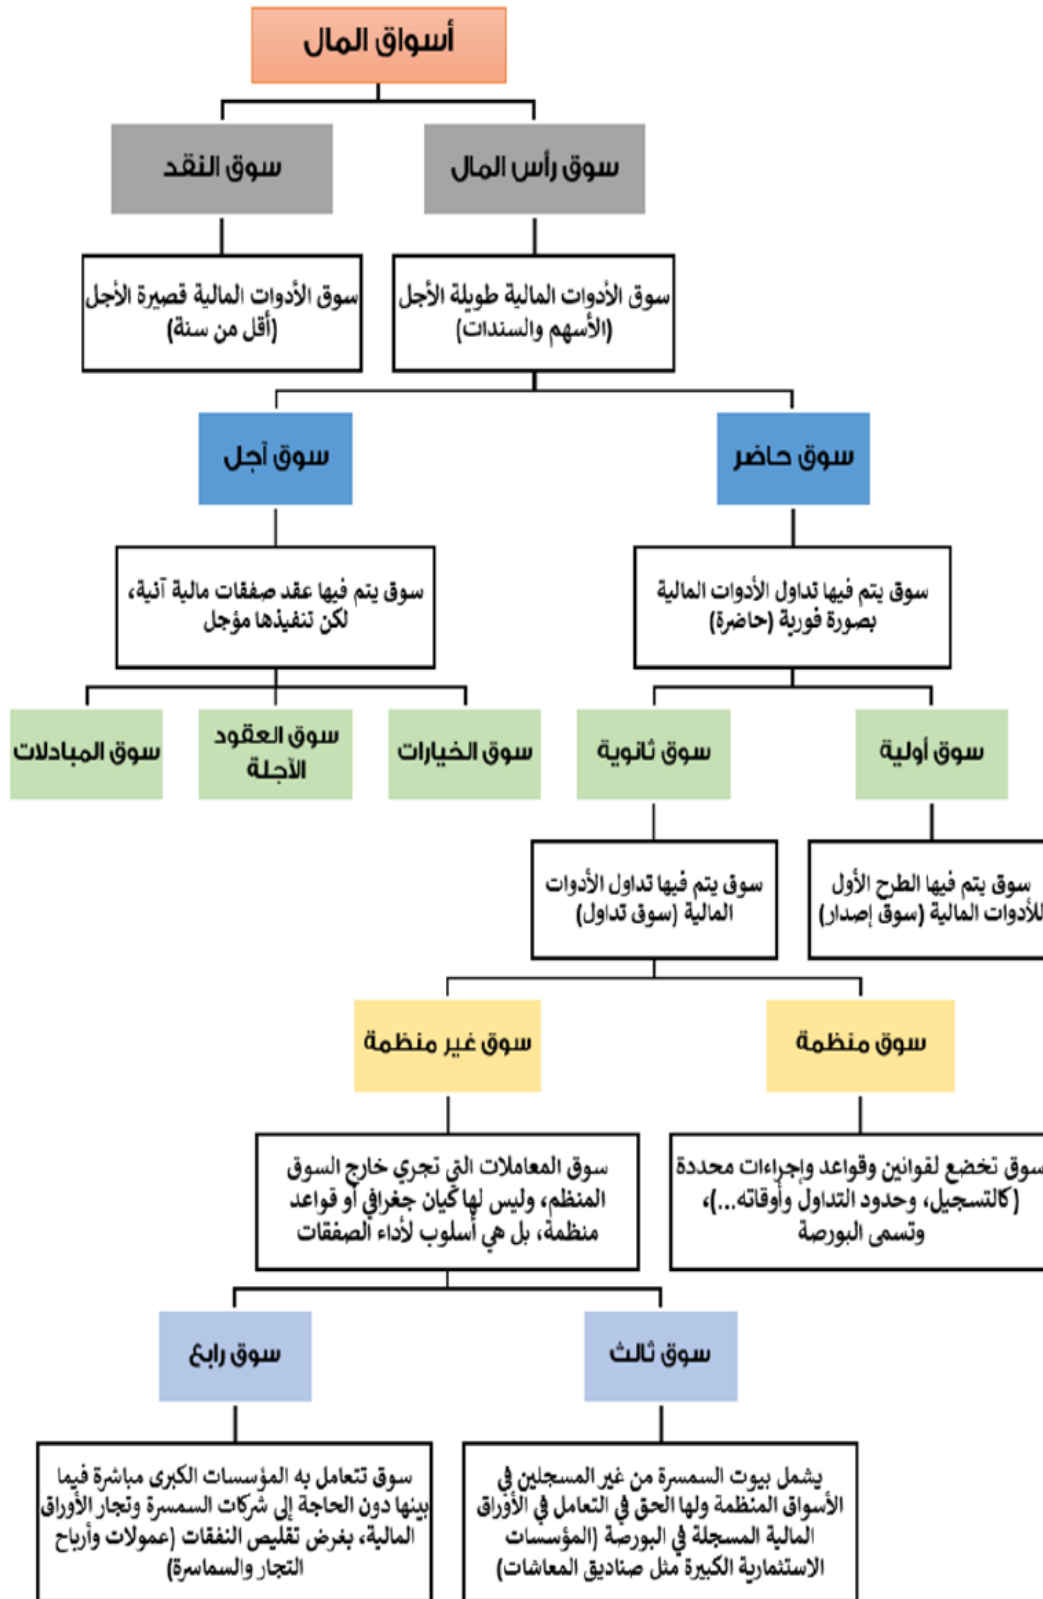 أسواق المال
سوق رأس المال
سوق النقد
سوق الأدوات المالية طويلة الأجل
(الأسهم والسندات)
سوق الأدوات المالية قصيرة الأجل
(أقل من سنة)
سوق حاضر
سوق آجل
سوق يتم فيها تداول الأدوات المالية
بصورة فورية (حاضرة)
سوق يتم فيها عقد صفقات مالية آنية،
لكن تنفيذها مؤجل
سوق أولية
سوق ثانوية
سوق الخيارات
سوق العقود
الآجلة
سوق المبادلات
سوق يتم فيها الطرح الأول
للأدوات المالية (سوق إصدار)
سوق يتم فيها تداول الأدوات
المالية (سوق تداول)
سوق منظمة
سوق غير منظمة
سوق تخضع لقوانين وقواعد وإجراءات محددة
(كالتسجيل، وحدود التداول وأوقاته...)،
وتسمى البورصة
سوق المعاملات التي تجري خارج السوق
المنظم، وليس لها كيان جغرافي أو قواعد
منظمة، بل هي أسلوب لأداء الصفقات
سوق ثالث
سوق رابع
يشمل بيوت السمسرة من غير المسجلين في
الأسواق المنظمة ولها الحق في التعامل في الأوراق
المالية المسجلة في البورصة (المؤسسات
الاستثمارية الكبيرة مثل صناديق المعاشات)
سوق تتعامل به المؤسسات الكبرى مباشرة فيما
بينها دون الحاجة إلى شركات السمسرة وتجار الأوراق
المالية، بغرض تقليص النفقات (عمولات وأرباح
التجار والسماسرة)